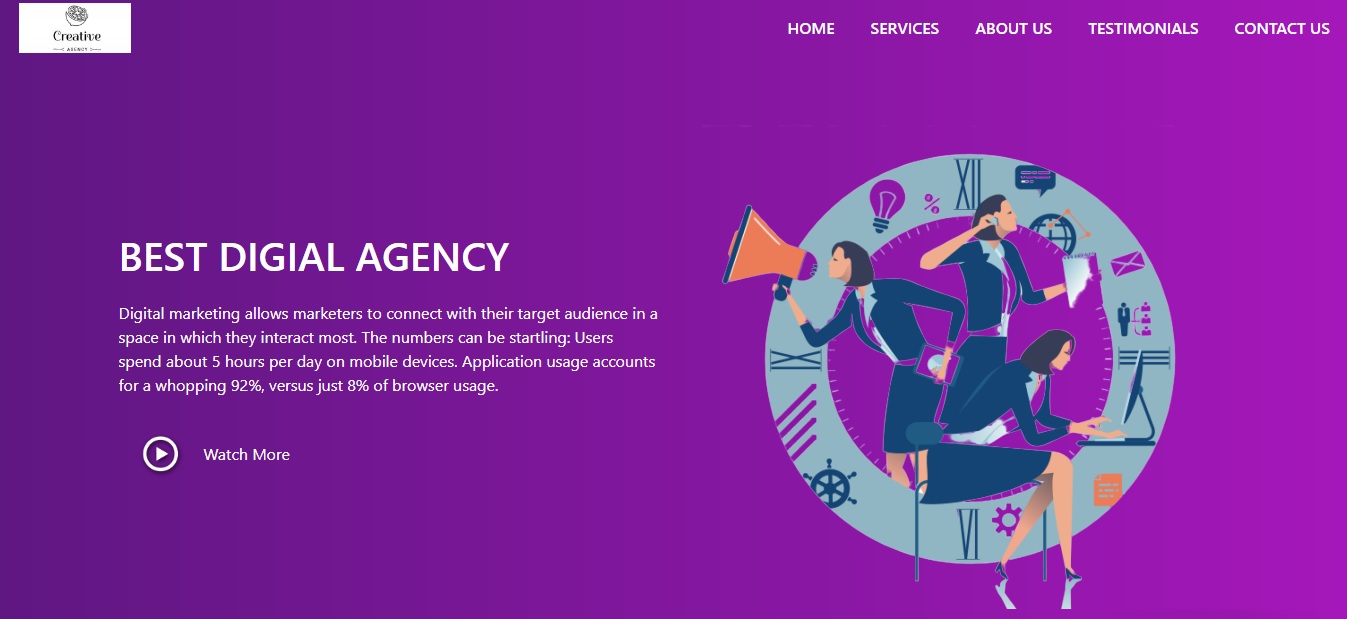 Creative
AGENCY
HOME SERVICES ABOUT US TESTIMONIALS CONTACT US
XII
BEST DIGIAL AGENCY
Digital marketing allows marketers to connect with their target audience in a
space in which they interact most. The numbers can be startling: Users
spend about 5 hours per day on mobile devices. Application usage accounts
for a whopping 92%, versus just 8% of browser usage.
Watch More
%
VI